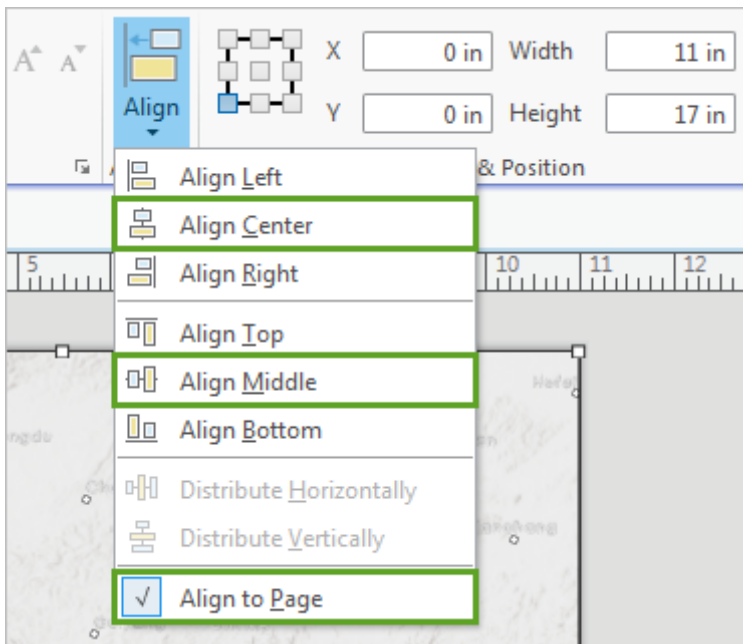 A A
X 0 in Width 11 in
Align
Y 0 in Height 17 in
& Position
Align Left
Align Center
5 10 11 12
Align Right
Align Top
Align Middle
Align Bottom
Distribute Horizontally
Distribute Vertically
Align to Page